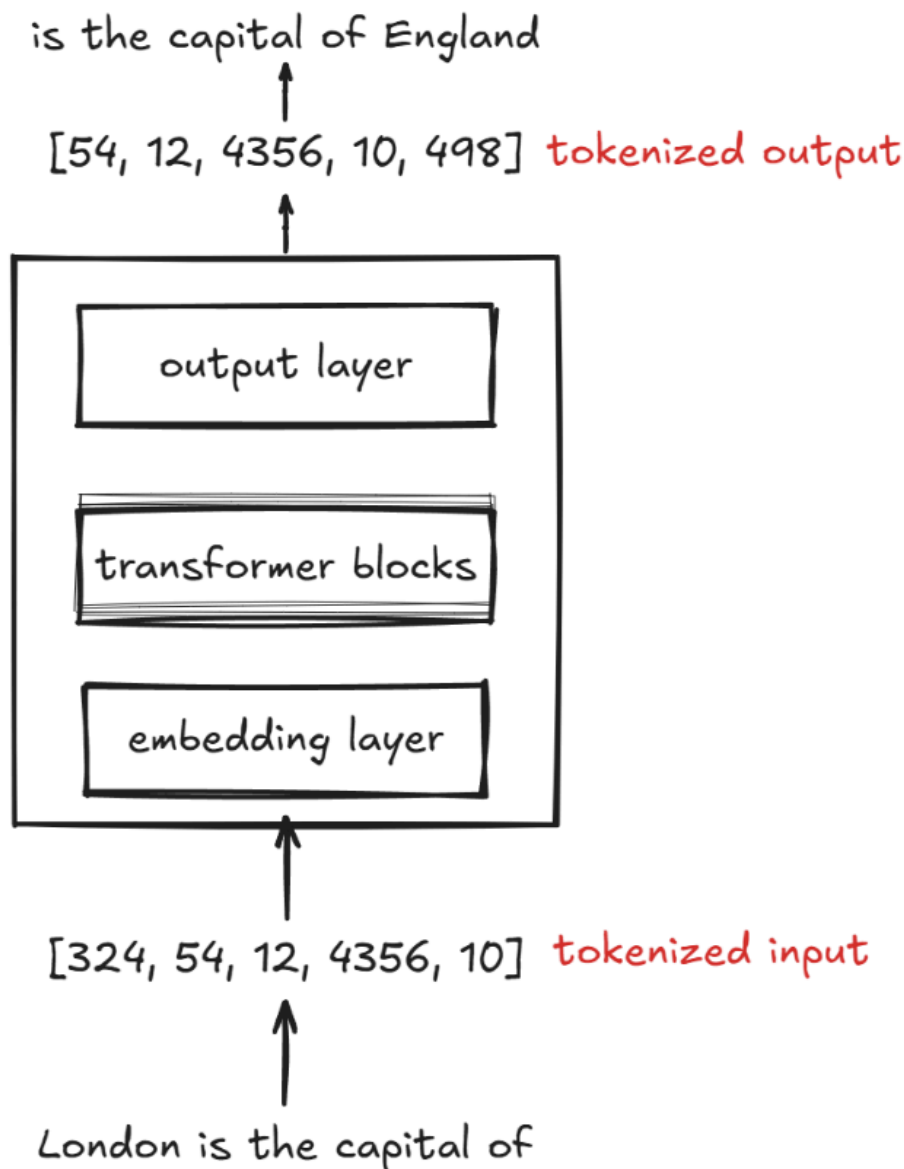 is the capital of England
[54, 12, 4356, 10, 498] tokenized output
output layer
transformer blocks
embedding layer
[324, 54, 12, 4356, 10] tokenized input
London is the capital of